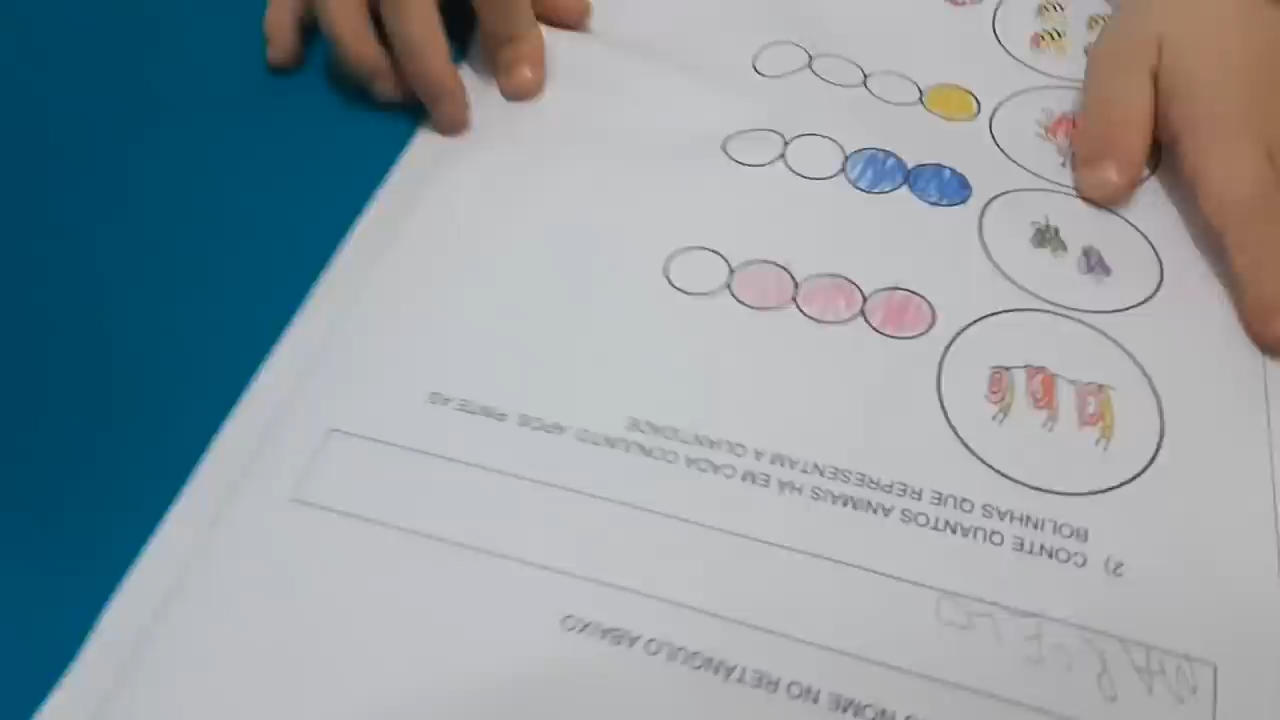 NOME NO RETÂNGULO ABAIXO
2) CONTE QUANTOS ANIMAIS HÁ EM CADA CONJUNTO. APÓS, PINTE AS
BOLINHAS QUE REPRESENTAM A QUANTIDADE